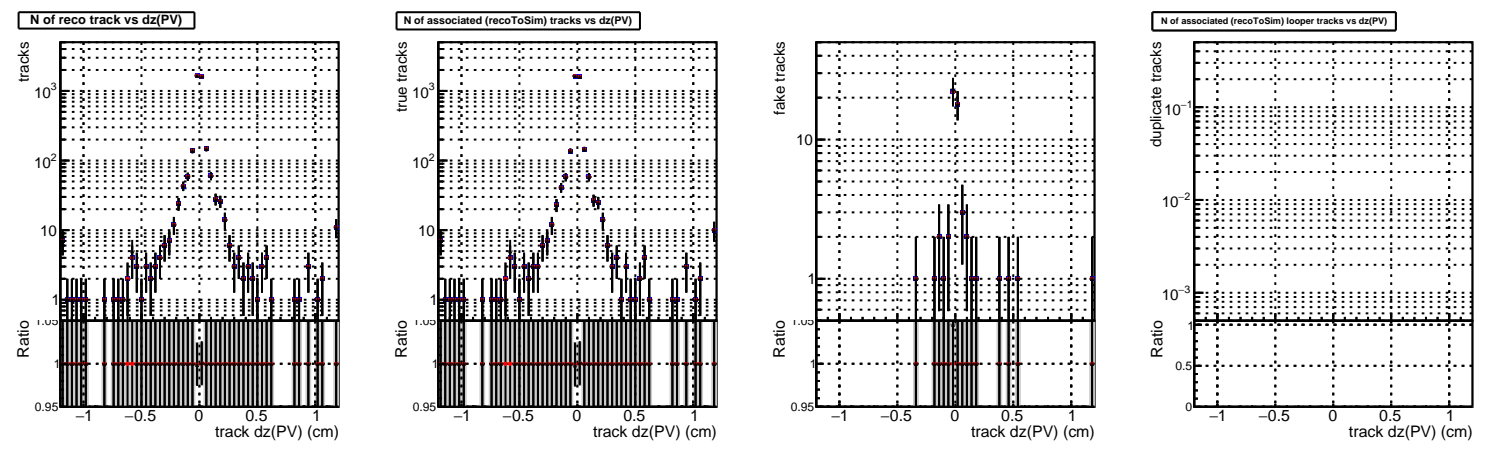 N of reco track vs dz(PV)
tracks
10³
10²
10
1
1.05
Ratio
1
0.95
−1 −0.5 0 0.5 1
track dz(PV) (cm)
N of associated (recoToSim) tracks vs dz(PV)
true tracks
10³
10²
10
1
1.05
Ratio
1
0.95
−1 −0.5 0 0.5 1
track dz(PV) (cm)
fake tracks
10
1
1.05
Ratio
1
0.95
−1 −0.5 0 0.5 1
track dz(PV) (cm)
N of associated (recoToSim) looper tracks vs dz(PV)
duplicate tracks
10⁻¹
10⁻²
10⁻³
Ratio
1
0.5
0
−1 −0.5 0 0.5 1
track dz(PV) (cm)